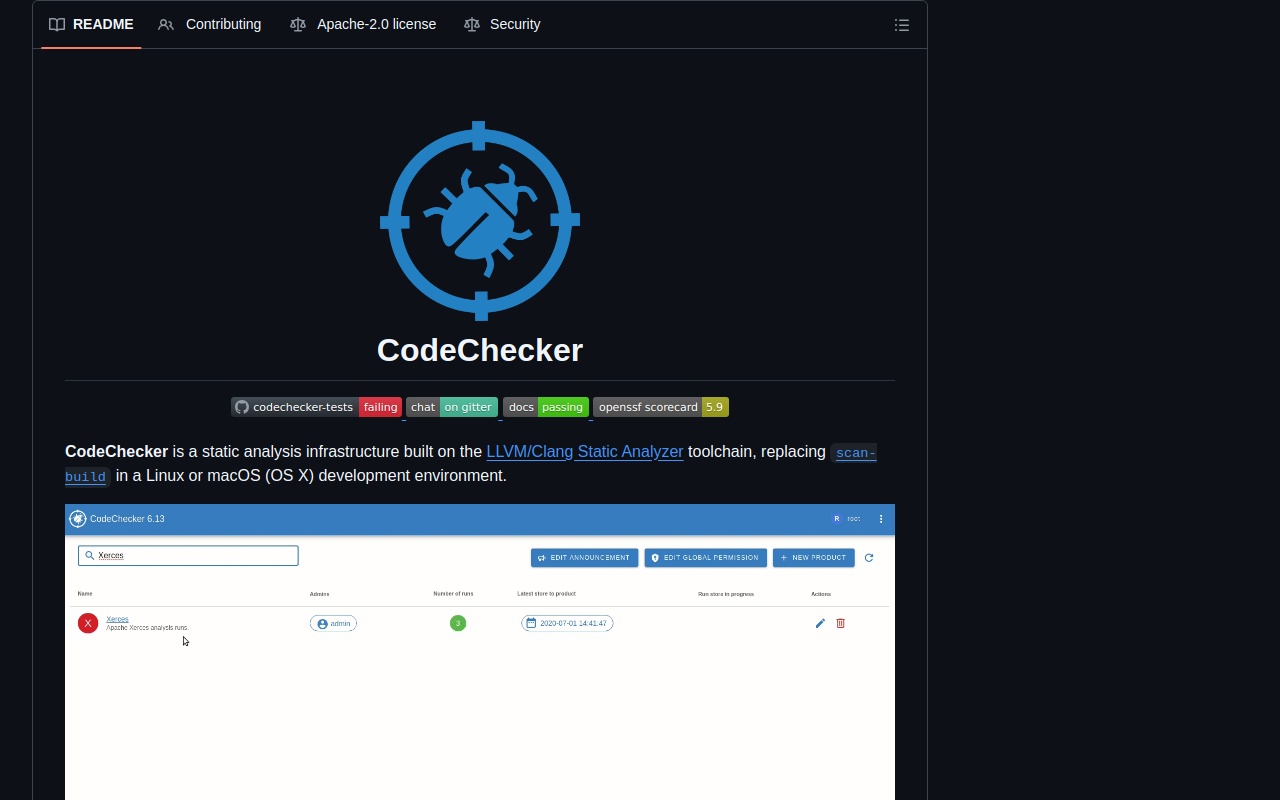 README Contributing Apache-2.0 license Security
CodeChecker
codechecker-tests failing chat on gitter docs passing openssf scorecard 5.9
CodeChecker is a static analysis infrastructure built on the LLVM/Clang Static Analyzer toolchain, replacing scan-
build in a Linux or macOS (OS X) development environment.
CodeChecker 6.13 R root
Xerces EDIT ANNOUNCEMENT EDIT GLOBAL PERMISSION NEW PRODUCT
Name Admins Number of runs Latest store to product Run store in progress Actions
X Xerces admin 3 2020-07-01 14:41:47
Apache Xerces analysis runs.